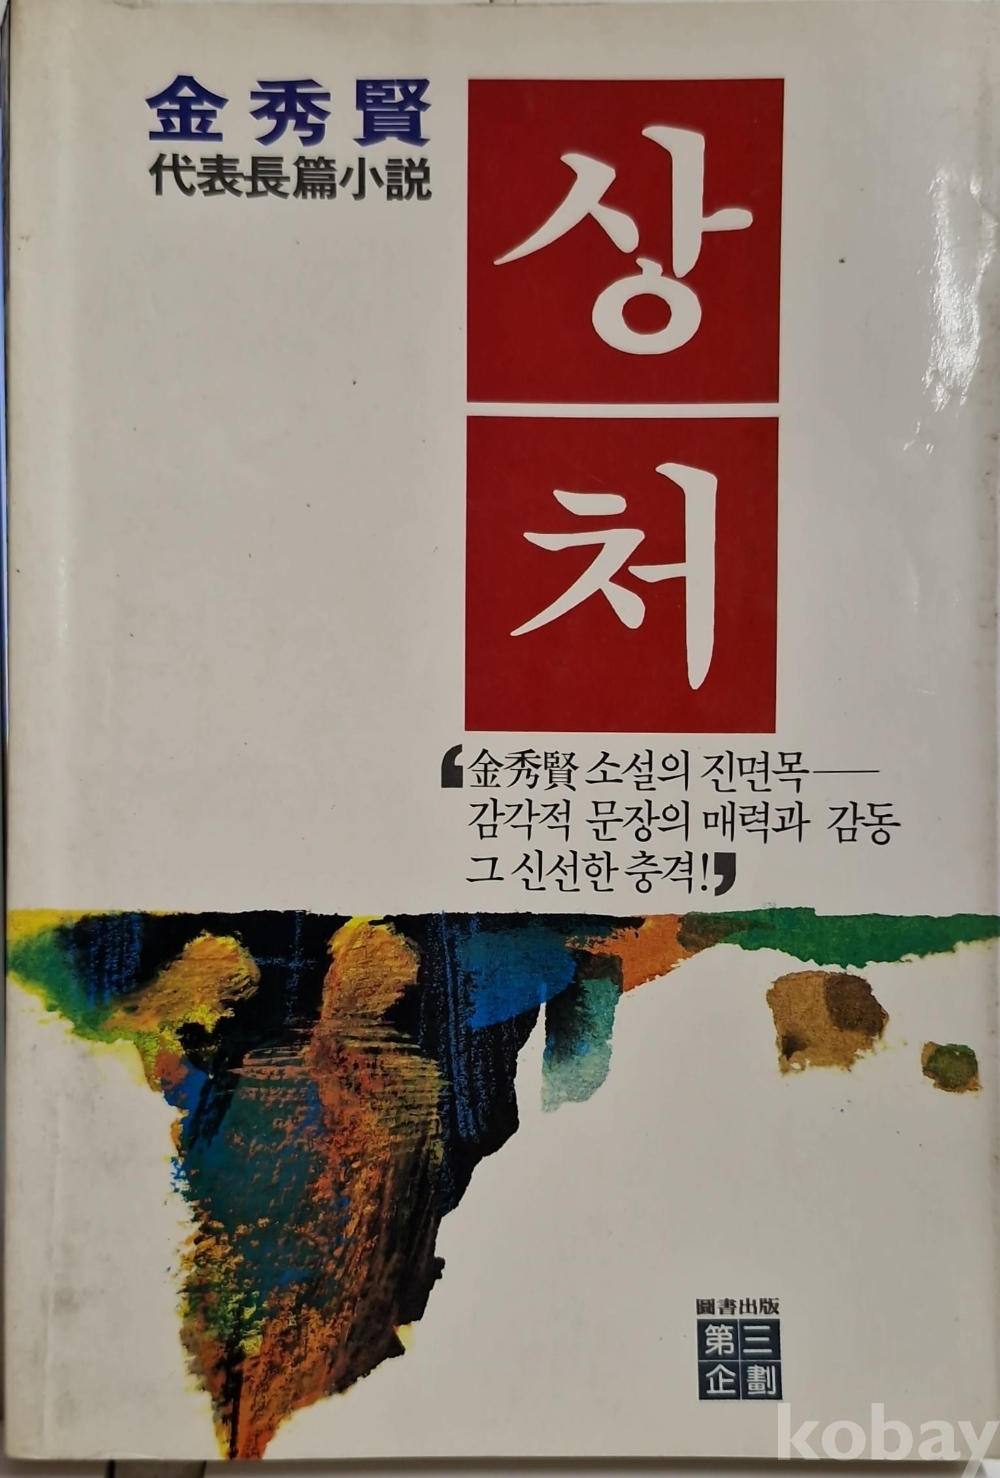 金秀賢
代表長篇小説
상
처
❛金秀賢 소설의 진면목──
감각적 문장의 매력과 감동
그 신선한 충격!❜
圖書出版
第三
企劃
kobay